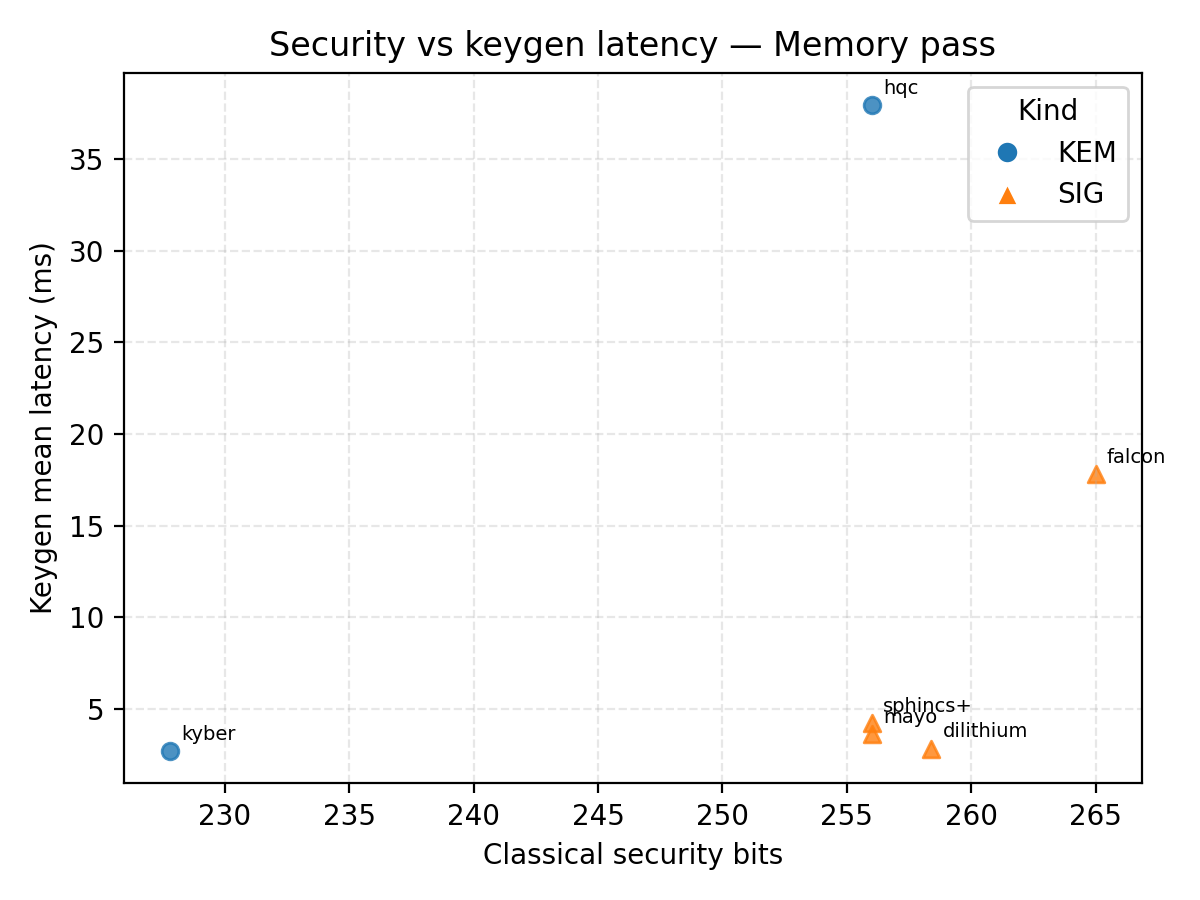 Security vs keygen latency — Memory pass
Keygen mean latency (ms)
35
30
25
20
15
10
5
hqc
Kind
KEM
SIG
falcon
sphincs+
mayo
dilithium
kyber
230 235 240 245 250 255 260 265
Classical security bits